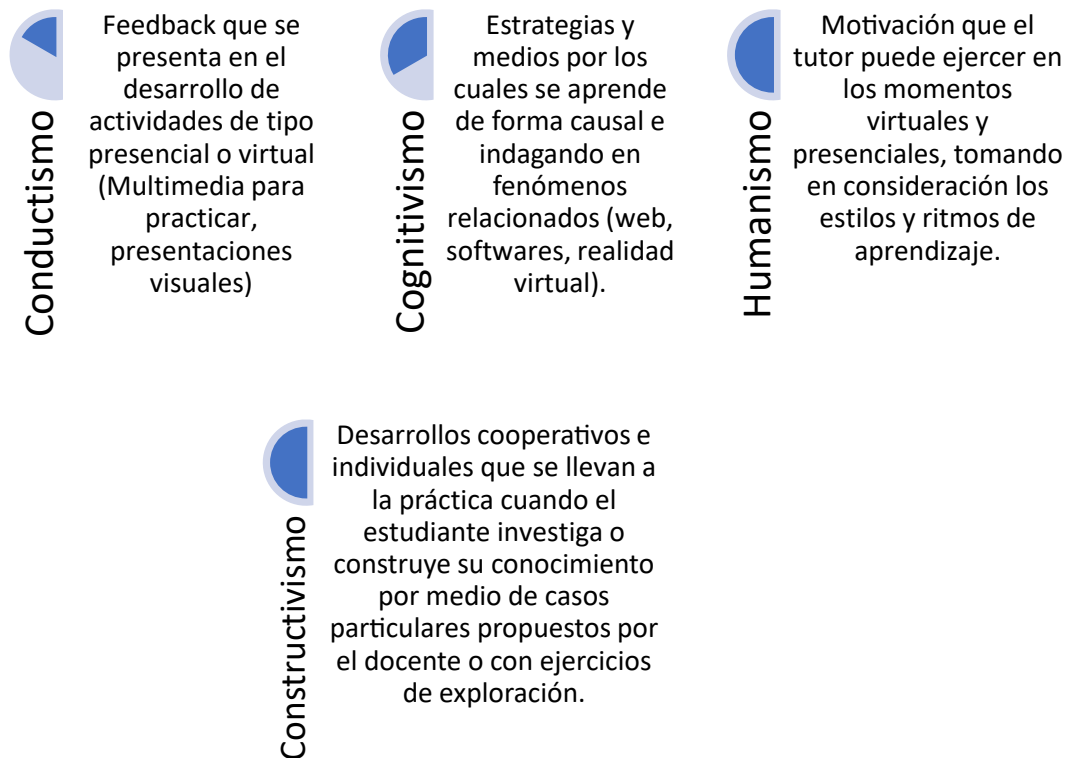 Conductismo
Feedback que se
presenta en el
desarrollo de
actividades de tipo
presencial o virtual
(Multimedia para
practicar,
presentaciones
visuales)
Cognitivismo
Estrategias y
medios por los
cuales se aprende
de forma causal e
indagando en
fenómenos
relacionados (web,
softwares, realidad
virtual).
Humanismo
Motivación que el
tutor puede ejercer en
los momentos
virtuales y
presenciales, tomando
en consideración los
estilos y ritmos de
aprendizaje.
Constructivismo
Desarrollos cooperativos e
individuales que se llevan a
la práctica cuando el
estudiante investiga o
construye su conocimiento
por medio de casos
particulares propuestos por
el docente o con ejercicios
de exploración.